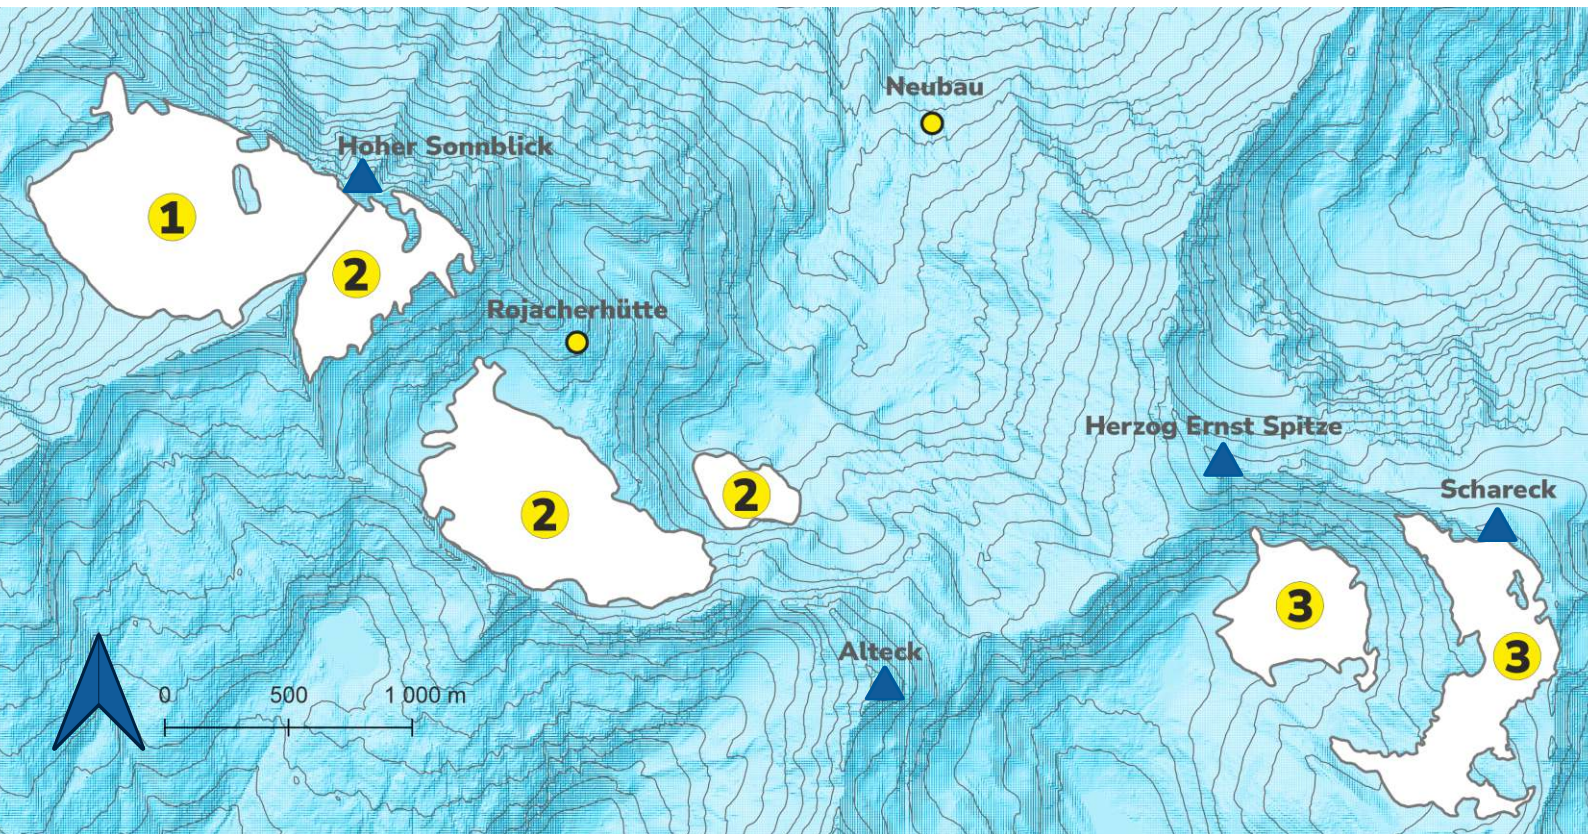 Neubau
Hoher Sonnblick
1
2
Rojacherhütte
Herzog Ernst Spitze
Schareck
2
2
3
Alteck
3
0 500 1 000 m